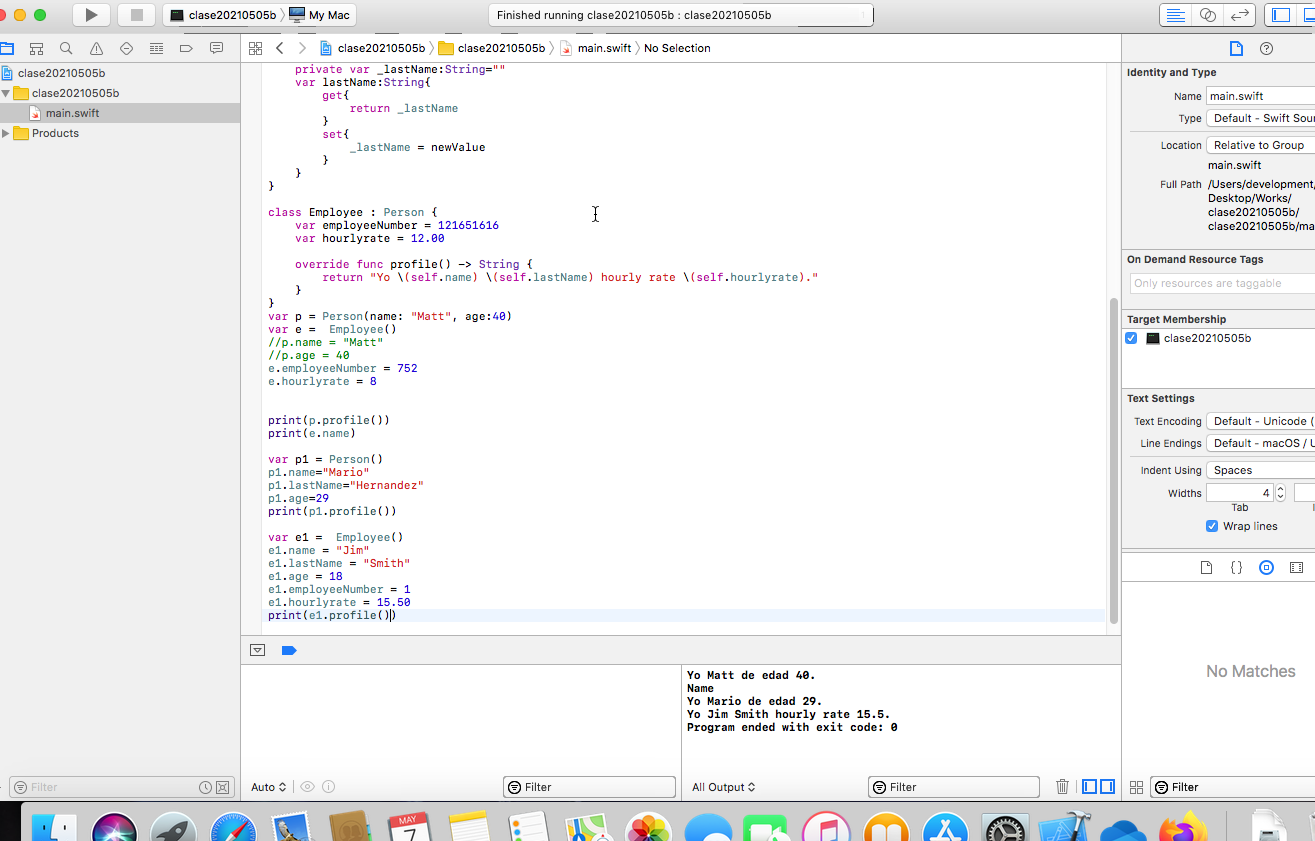 clase20210505b
My Mac
Finished running clase20210505b : clase20210505b
clase20210505b
clase20210505b
main.swift
No Selection
clase20210505b
clase20210505b
main.swift
Products
    private var _lastName:String=""
    var lastName:String{
        get{
            return _lastName
        }
        set{
            _lastName = newValue
        }
    }
}
class Employee : Person {
    var employeeNumber = 121651616
    var hourlyrate = 12.00
    override func profile() -> String {
        return "Yo \(self.name) \(self.lastName) hourly rate \(self.hourlyrate)."
    }
}
var p = Person(name: "Matt", age:40)
var e =  Employee()
//p.name = "Matt"
//p.age = 40
e.employeeNumber = 752
e.hourlyrate = 8
print(p.profile())
print(e.name)
var p1 = Person()
p1.name="Mario"
p1.lastName="Hernandez"
p1.age=29
print(p1.profile())
var e1 =  Employee()
e1.name = "Jim"
e1.lastName = "Smith"
e1.age = 18
e1.employeeNumber = 1
e1.hourlyrate = 15.50
print(e1.profile())
Yo Matt de edad 40.
Name
Yo Mario de edad 29.
Yo Jim Smith hourly rate 15.5.
Program ended with exit code: 0
Filter
Auto
Filter
All Output
Filter
Identity and Type
Name main.swift
Type Default - Swift Sou
Location Relative to Group
main.swift
Full Path /Users/development/
Desktop/Works/
clase20210505b/
clase20210505b/ma
On Demand Resource Tags
Only resources are taggable
Target Membership
clase20210505b
Text Settings
Text Encoding Default - Unicode (
Line Endings Default - macOS / U
Indent Using Spaces
Widths 4
Tab
Wrap lines
No Matches
Filter
MAY
7